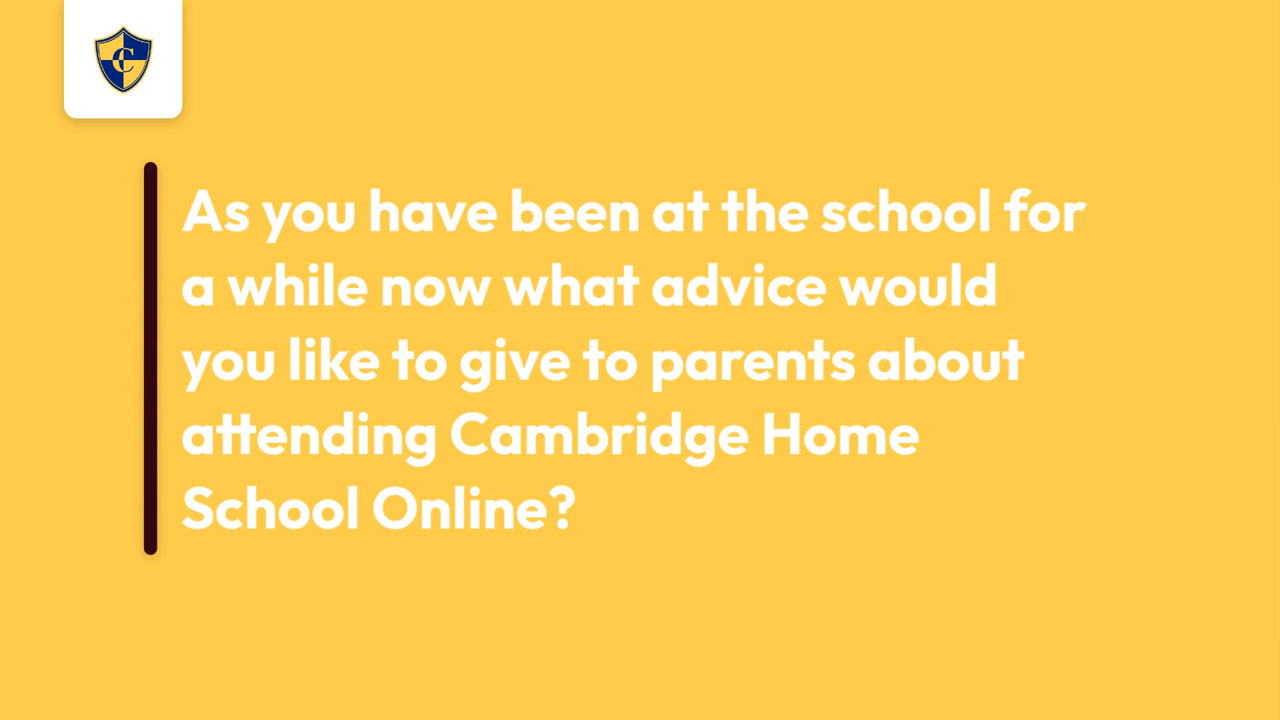 C
As you have been at the school for
a while now what advice would
you like to give to parents about
attending Cambridge Home
School Online?